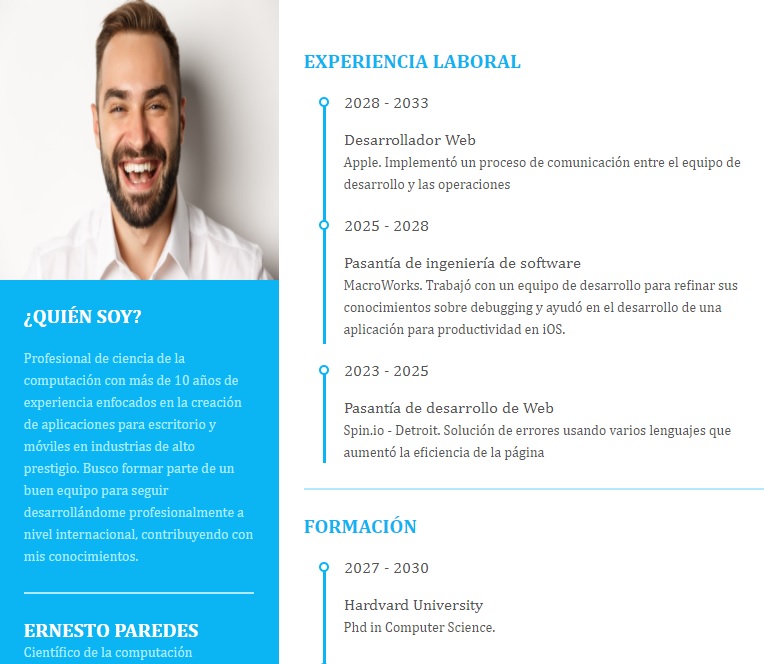 ¿QUIÉN SOY?
Profesional de ciencia de la
computación con más de 10 años de
experiencia enfocados en la creación
de aplicaciones para escritorio y
móviles en industrias de alto
prestigio. Busco formar parte de un
buen equipo para seguir
desarrollándome profesionalmente a
nivel internacional, contribuyendo con
mis conocimientos.
ERNESTO PAREDES
Científico de la computación
EXPERIENCIA LABORAL
2028 - 2033
Desarrollador Web
Apple. Implementó un proceso de comunicación entre el equipo de
desarrollo y las operaciones
2025 - 2028
Pasantía de ingeniería de software
MacroWorks. Trabajó con un equipo de desarrollo para refinar sus
conocimientos sobre debugging y ayudó en el desarrollo de una
aplicación para productividad en iOS.
2023 - 2025
Pasantía de desarrollo de Web
Spin.io - Detroit. Solución de errores usando varios lenguajes que
aumentó la eficiencia de la página
FORMACIÓN
2027 - 2030
Hardvard University
Phd in Computer Science.